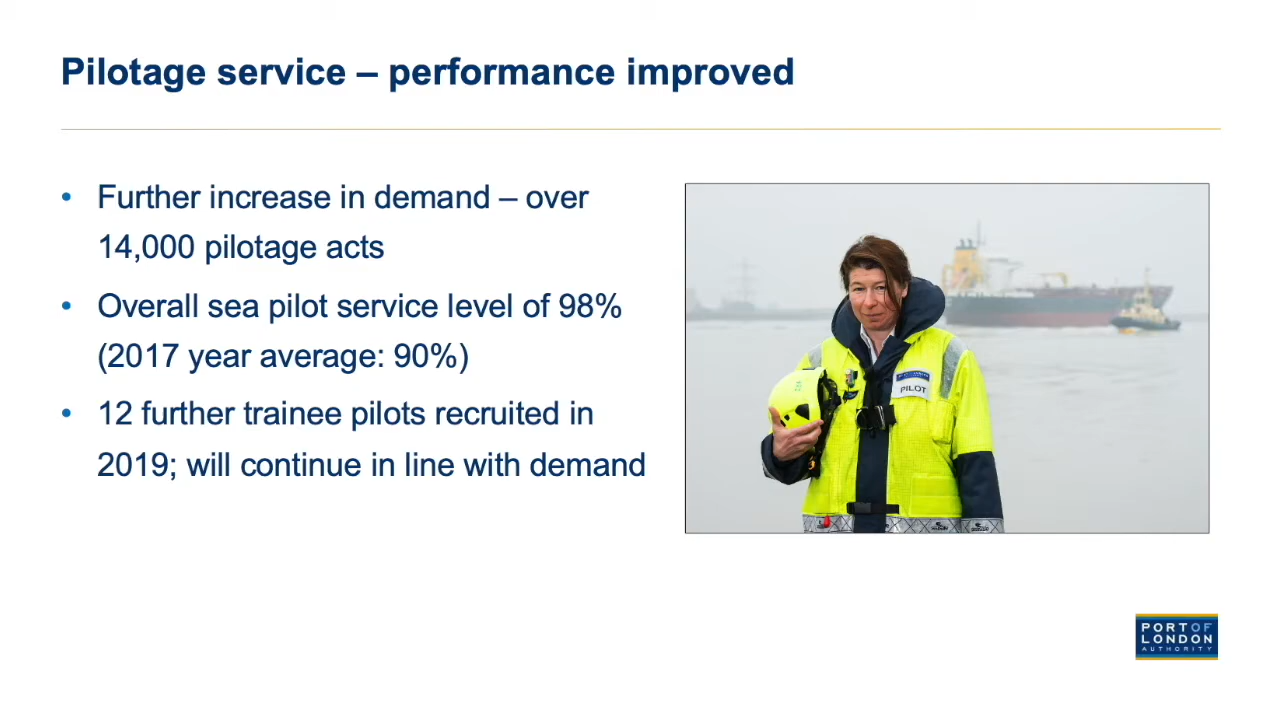 Pilotage service – performance improved
• Further increase in demand – over
14,000 pilotage acts
• Overall sea pilot service level of 98%
(2017 year average: 90%)
• 12 further trainee pilots recruited in
2019; will continue in line with demand
PILOT
PORT OF
LONDON
AUTHORITY